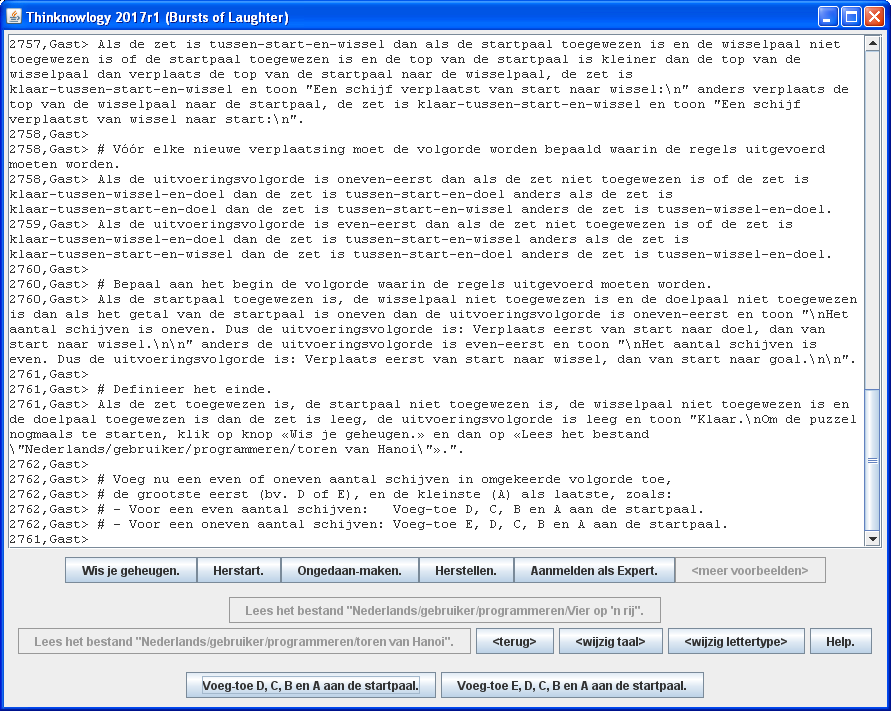 Thinknowlogy 2017r1 (Bursts of Laughter)
2757,Gast> Als de zet is tussen-start-en-wissel dan als de startpaal toegewezen is en de wisselpaal niet
toegewezen is of de startpaal toegewezen is en de top van de startpaal is kleiner dan de top van de
wisselpaal dan verplaats de top van de startpaal naar de wisselpaal, de zet is
klaar-tussen-start-en-wissel en toon "Een schijf verplaatst van start naar wissel:\n" anders verplaats de
top van de wisselpaal naar de startpaal, de zet is klaar-tussen-start-en-wissel en toon "Een schijf
verplaatst van wissel naar start:\n".
2758,Gast>
2758,Gast> # Vóór elke nieuwe verplaatsing moet de volgorde worden bepaald waarin de regels uitgevoerd
moeten worden.
2758,Gast> Als de uitvoeringsvolgorde is oneven-eerst dan als de zet niet toegewezen is of de zet is
klaar-tussen-wissel-en-doel dan de zet is tussen-start-en-doel anders als de zet is
klaar-tussen-start-en-doel dan de zet is tussen-start-en-wissel anders de zet is tussen-wissel-en-doel.
2759,Gast> Als de uitvoeringsvolgorde is even-eerst dan als de zet niet toegewezen is of de zet is
klaar-tussen-wissel-en-doel dan de zet is tussen-start-en-wissel anders als de zet is
klaar-tussen-start-en-wissel dan de zet is tussen-start-en-doel anders de zet is tussen-wissel-en-doel.
2760,Gast>
2760,Gast> # Bepaal aan het begin de volgorde waarin de regels uitgevoerd moeten worden.
2760,Gast> Als de startpaal toegewezen is, de wisselpaal niet toegewezen is en de doelpaal niet toegewezen
is dan als het getal van de startpaal is oneven dan de uitvoeringsvolgorde is oneven-eerst en toon "\nHet
aantal schijven is oneven. Dus de uitvoeringsvolgorde is: Verplaats eerst van start naar doel, dan van
start naar wissel.\n\n" anders de uitvoeringsvolgorde is even-eerst en toon "\nHet aantal schijven is
even. Dus de uitvoeringsvolgorde is: Verplaats eerst van start naar wissel, dan van start naar goal.\n\n".
2761,Gast>
2761,Gast> # Definieer het einde.
2761,Gast> Als de zet toegewezen is, de startpaal niet toegewezen is, de wisselpaal niet toegewezen is en
de doelpaal toegewezen is dan de zet is leeg, de uitvoeringsvolgorde is leeg en toon "Klaar.\nOm de puzzel
nogmaals te starten, klik op knop «Wis je geheugen.» en dan op «Lees het bestand
\"Nederlands/gebruiker/programmeren/toren van Hanoi\"».".
2762,Gast>
2762,Gast> # Voeg nu een even of oneven aantal schijven in omgekeerde volgorde toe,
2762,Gast> # de grootste eerst (bv. D of E), en de kleinste (A) als laatste, zoals:
2762,Gast> # - Voor een even aantal schijven:   Voeg-toe D, C, B en A aan de startpaal.
2762,Gast> # - Voor een oneven aantal schijven: Voeg-toe E, D, C, B en A aan de startpaal.
2761,Gast>
Wis je geheugen. Herstart. Ongedaan-maken. Herstellen. Aanmelden als Expert. <meer voorbeelden>
Lees het bestand "Nederlands/gebruiker/programmeren/Vier op 'n rij".
Lees het bestand "Nederlands/gebruiker/programmeren/toren van Hanoi". <terug> <wijzig taal> <wijzig lettertype> Help.
Voeg-toe D, C, B en A aan de startpaal. Voeg-toe E, D, C, B en A aan de startpaal.